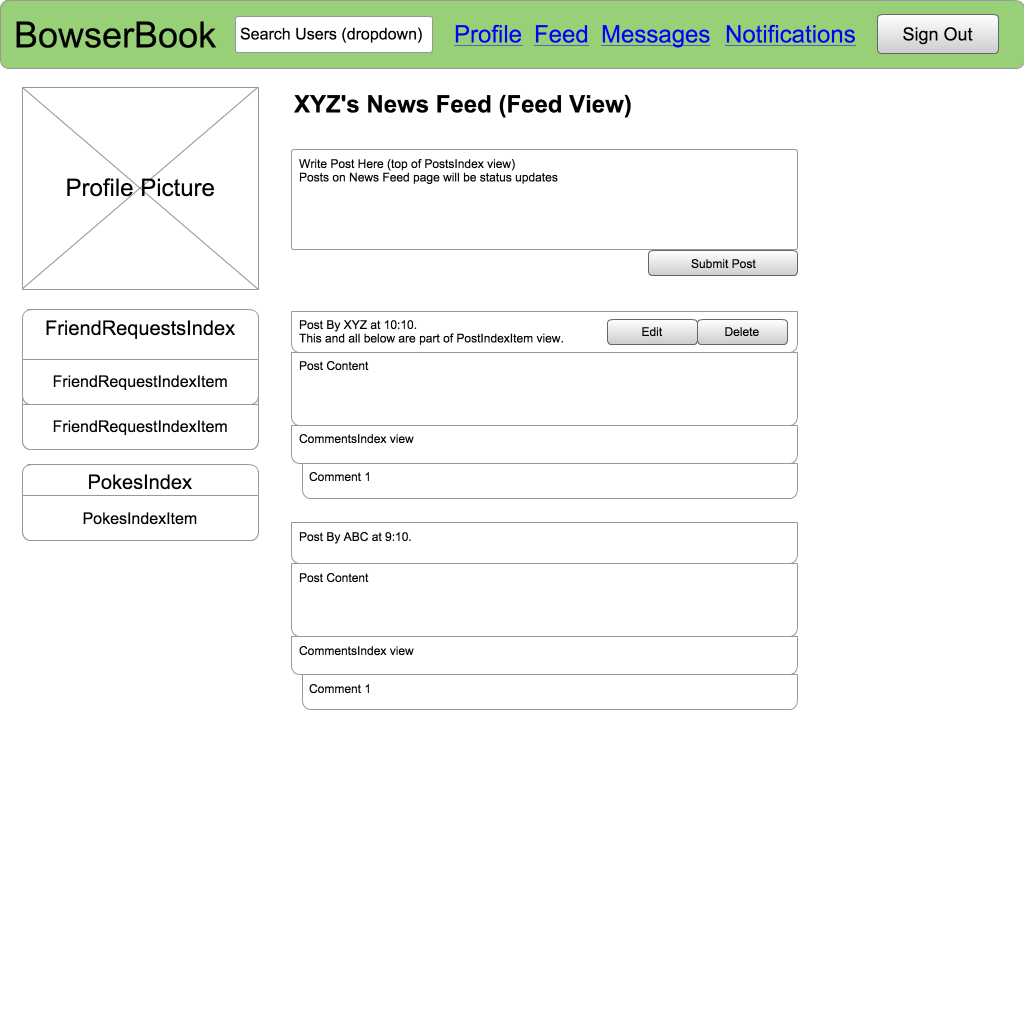 BowserBook
Search Users (dropdown)
Profile Feed Messages Notifications
Sign Out
Profile Picture
FriendRequestsIndex
FriendRequestIndexItem
FriendRequestIndexItem
PokesIndex
PokesIndexItem
XYZ's News Feed (Feed View)
Write Post Here (top of PostsIndex view)
Posts on News Feed page will be status updates
Submit Post
Post By XYZ at 10:10.
This and all below are part of PostIndexItem view.
Edit
Delete
Post Content
CommentsIndex view
Comment 1
Post By ABC at 9:10.
Post Content
CommentsIndex view
Comment 1